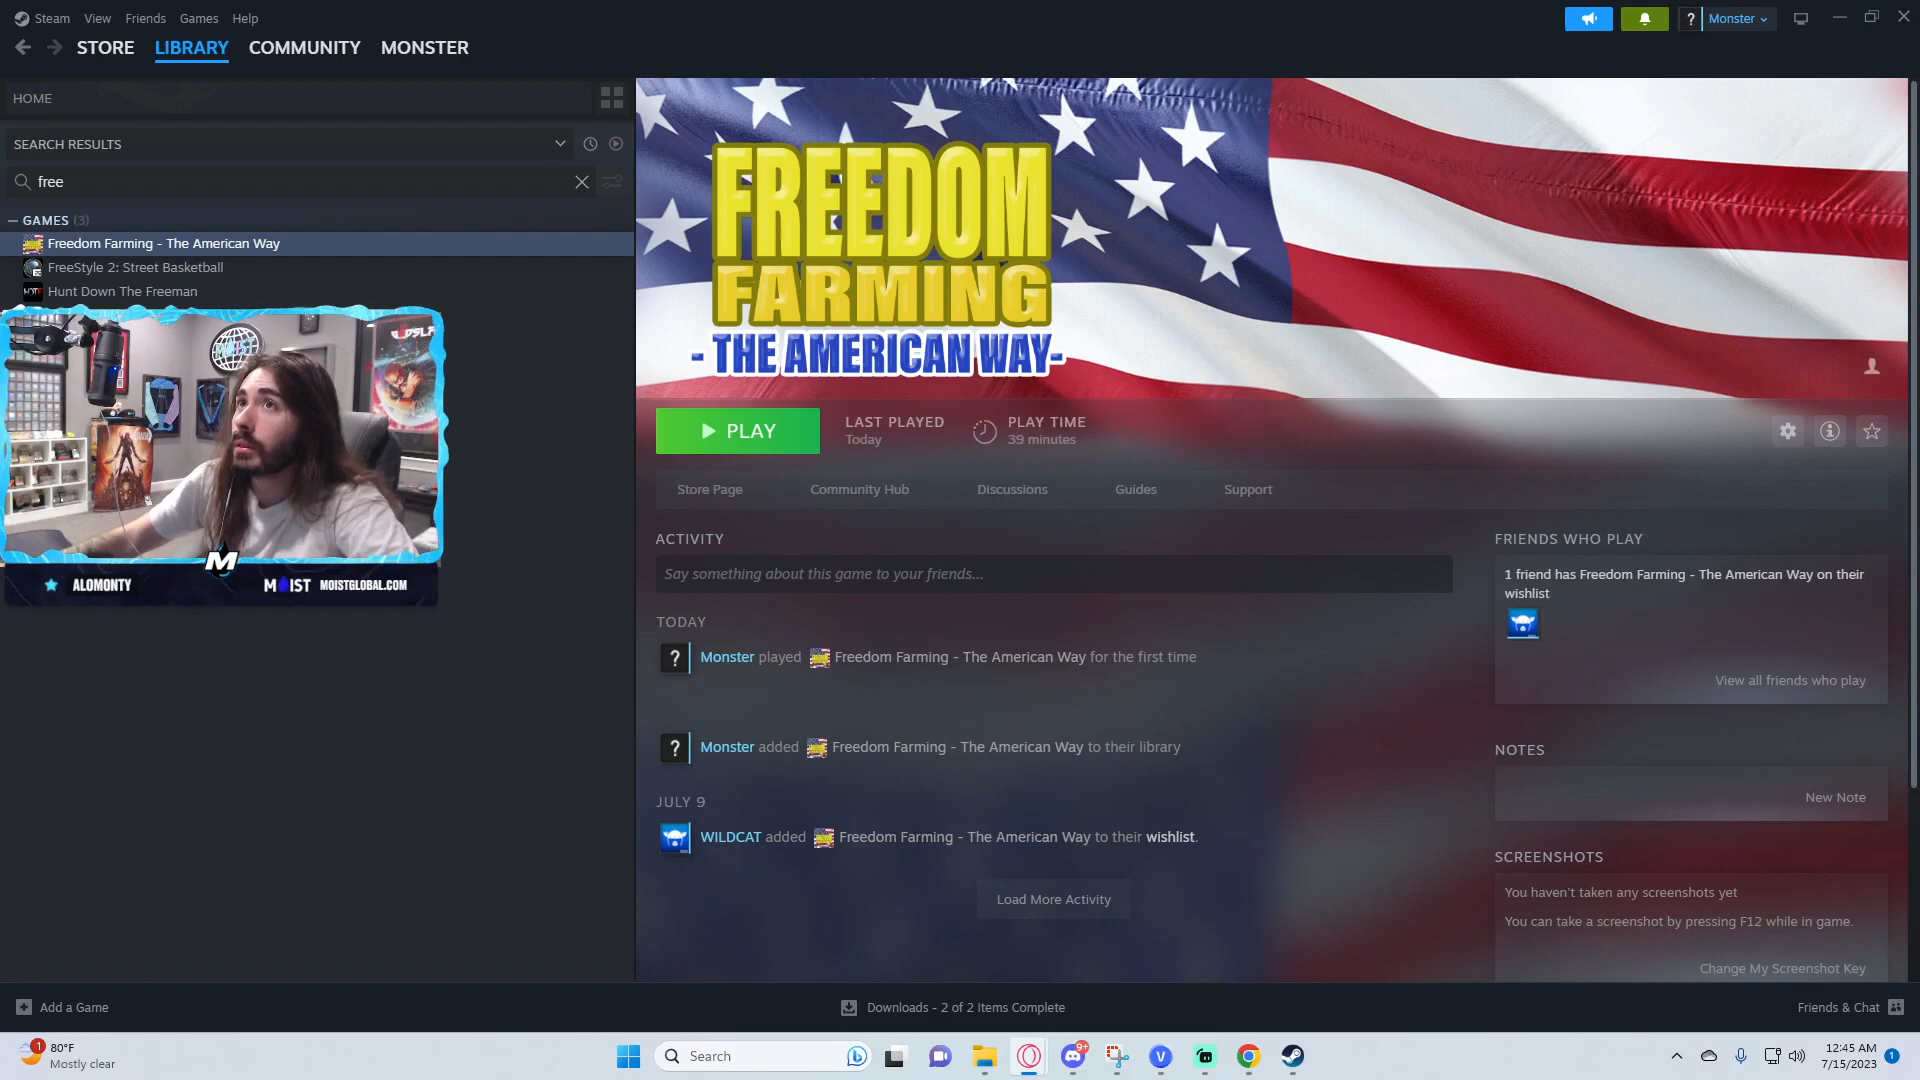 Steam View Friends Games Help
Monster
STORE LIBRARY COMMUNITY MONSTER
HOME
SEARCH RESULTS
free
GAMES (3)
Freedom Farming - The American Way
FreeStyle 2: Street Basketball
Hunt Down The Freeman
MOIST
M
ALOMONTY
MOIST MOISTGLOBAL.COM
FREEDOM
FARMING
- THE AMERICAN WAY-
PLAY
LAST PLAYED
Today
PLAY TIME
39 minutes
Store Page Community Hub Discussions Guides Support
ACTIVITY
Say something about this game to your friends...
TODAY
Monster played Freedom Farming - The American Way for the first time
Monster added Freedom Farming - The American Way to their library
JULY 9
WILDCAT added Freedom Farming - The American Way to their wishlist.
Load More Activity
FRIENDS WHO PLAY
1 friend has Freedom Farming - The American Way on their
wishlist
View all friends who play
NOTES
New Note
SCREENSHOTS
You haven't taken any screenshots yet
You can take a screenshot by pressing F12 while in game.
Change My Screenshot Key
Add a Game
Downloads - 2 of 2 Items Complete
Friends & Chat
1
80°F
Mostly clear
Search
9+
V
12:45 AM
7/15/2023
1